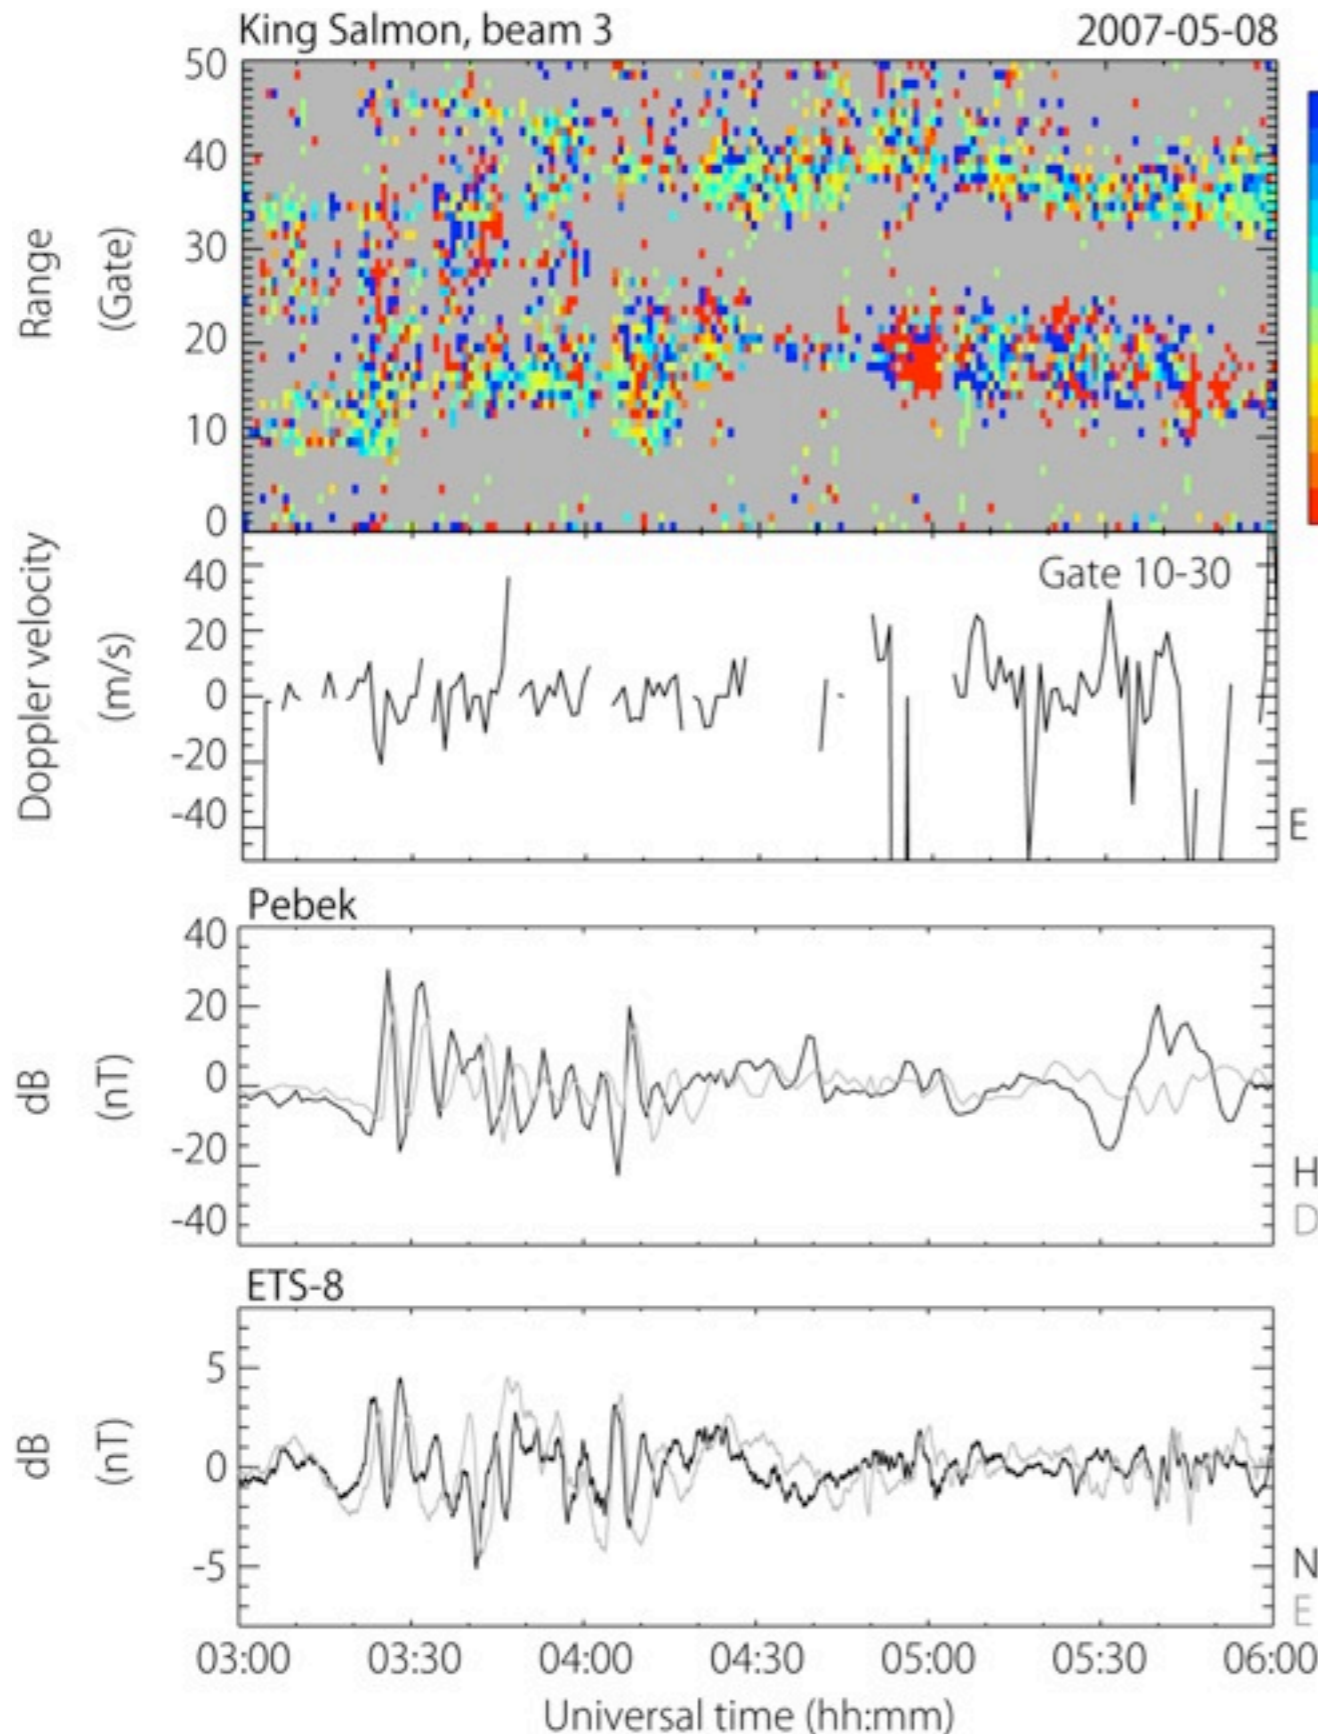 King Salmon, beam 3
2007-05-08
50
40
30
20
10
0
Range
(Gate)
Gate 10-30
40
20
0
-20
-40
Doppler velocity
(m/s)
E
Pebek
40
20
0
-20
-40
dB
(nT)
H
D
ETS-8
5
0
-5
dB
(nT)
N
E
03:00
03:30
04:00
04:30
05:00
05:30
06:00
Universal time (hh:mm)